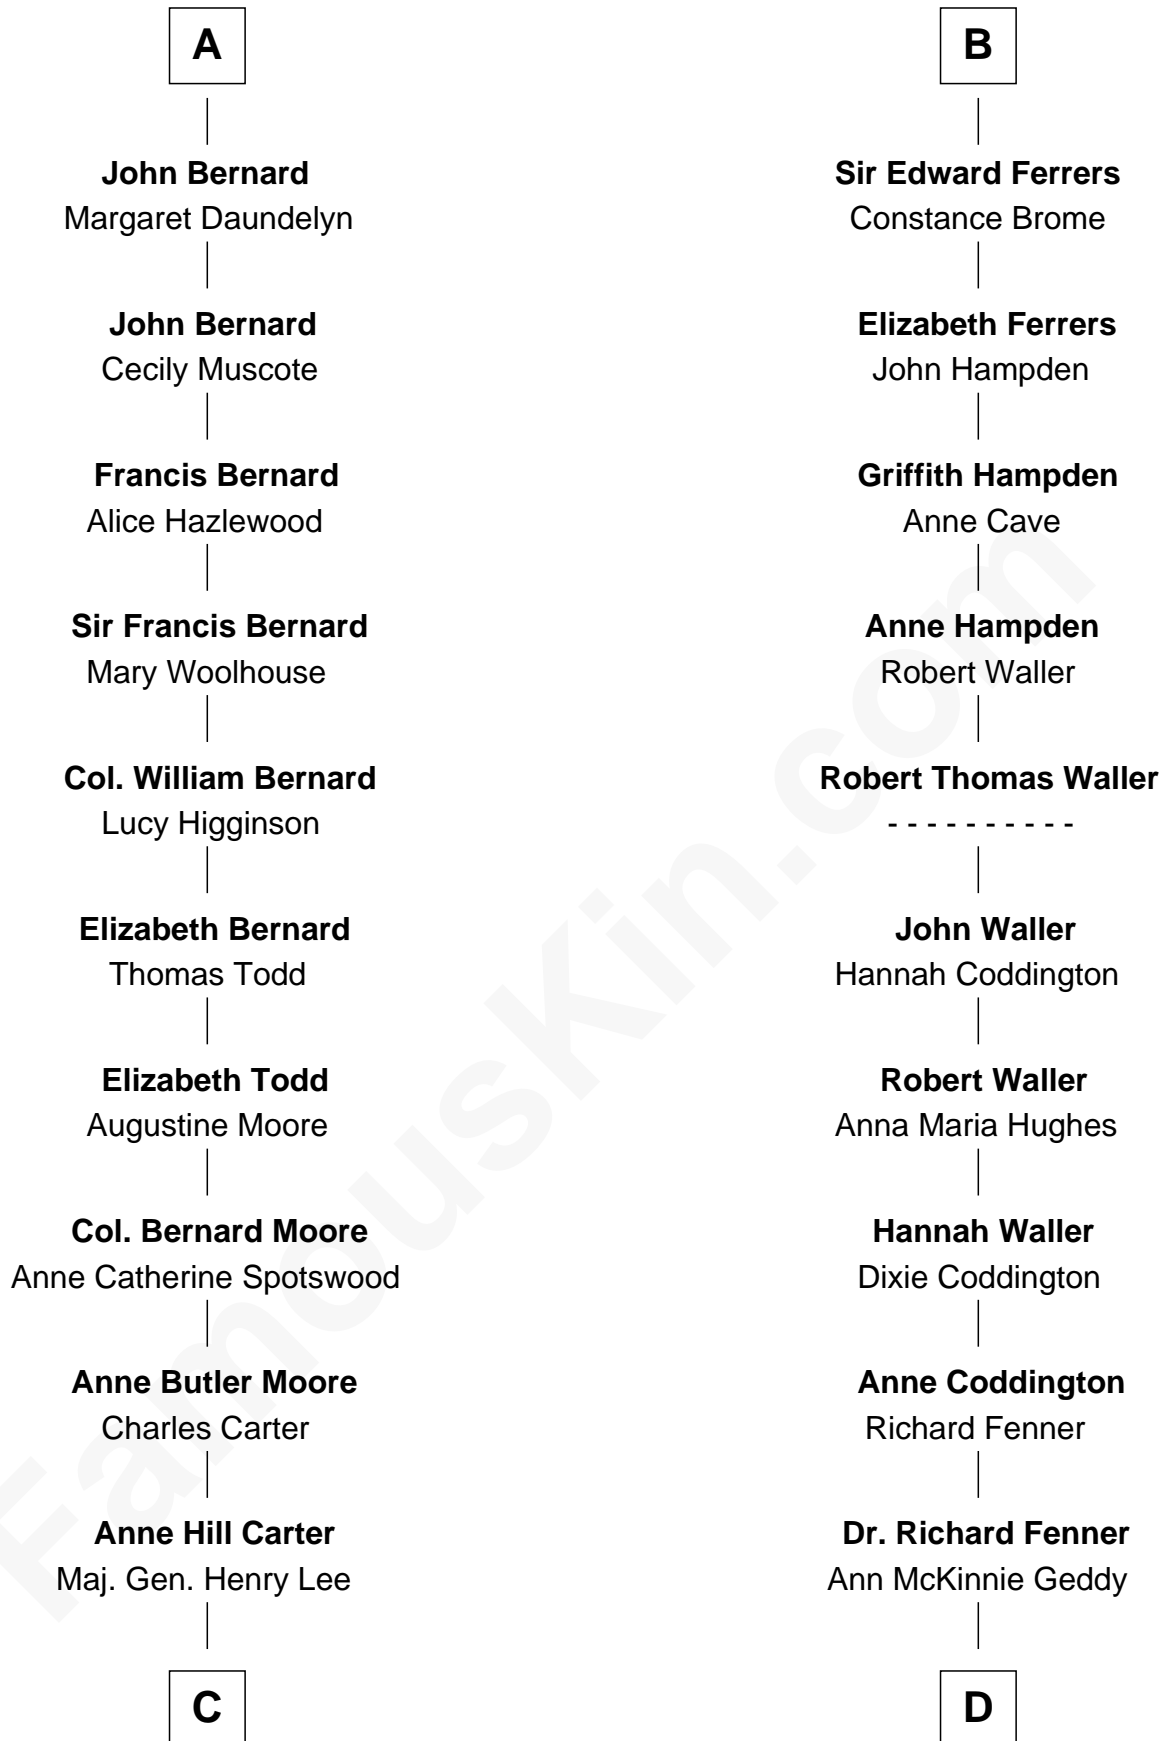 A
John Bernard
Margaret Daundelyn
John Bernard
Cecily Muscote
Francis Bernard
Alice Hazlewood
Sir Francis Bernard
Mary Woolhouse
Col. William Bernard
Lucy Higginson
Elizabeth Bernard
Thomas Todd
Elizabeth Todd
Augustine Moore
Col. Bernard Moore
Anne Catherine Spotswood
Anne Butler Moore
Charles Carter
Anne Hill Carter
Maj. Gen. Henry Lee
C
B
Sir Edward Ferrers
Constance Brome
Elizabeth Ferrers
John Hampden
Griffith Hampden
Anne Cave
Anne Hampden
Robert Waller
Robert Thomas Waller
- - - - - - - - - -
John Waller
Hannah Coddington
Robert Waller
Anna Maria Hughes
Hannah Waller
Dixie Coddington
Anne Coddington
Richard Fenner
Dr. Richard Fenner
Ann McKinnie Geddy
D
FamousKin.com